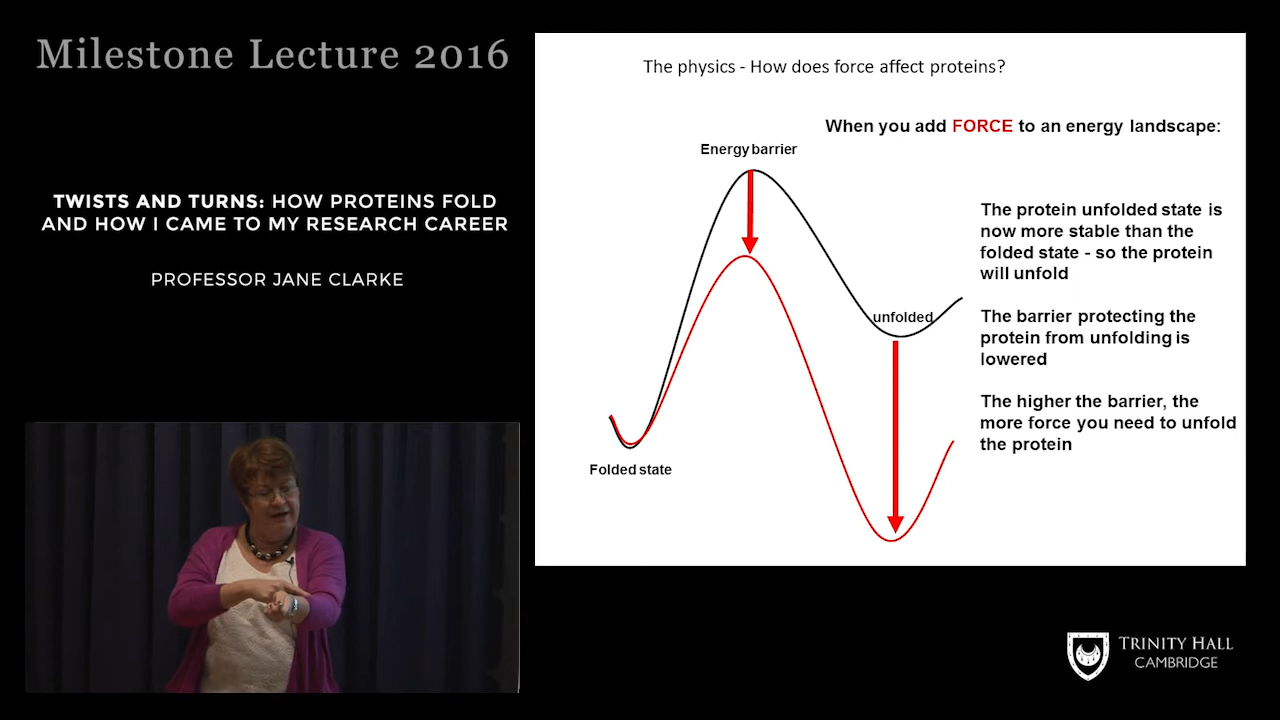 Milestone Lecture 2016
TWISTS AND TURNS: HOW PROTEINS FOLD
AND HOW I CAME TO MY RESEARCH CAREER
PROFESSOR JANE CLARKE
The physics - How does force affect proteins?
When you add FORCE to an energy landscape:
Energy barrier
unfolded
Folded state
The protein unfolded state is
now more stable than the
folded state - so the protein
will unfold
The barrier protecting the
protein from unfolding is
lowered
The higher the barrier, the
more force you need to unfold
the protein
TRINITY HALL
CAMBRIDGE